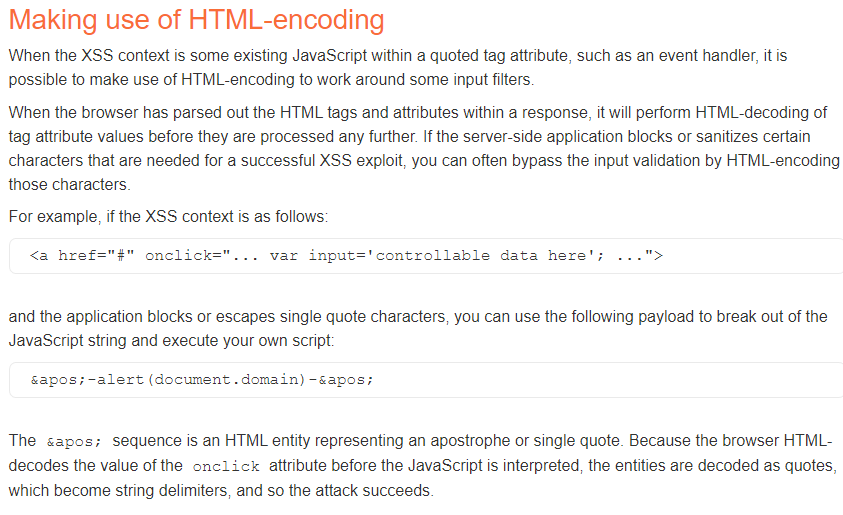 Making use of HTML-encoding
When the XSS context is some existing JavaScript within a quoted tag attribute, such as an event handler, it is
possible to make use of HTML-encoding to work around some input filters.
When the browser has parsed out the HTML tags and attributes within a response, it will perform HTML-decoding of
tag attribute values before they are processed any further. If the server-side application blocks or sanitizes certain
characters that are needed for a successful XSS exploit, you can often bypass the input validation by HTML-encoding
those characters.
For example, if the XSS context is as follows:
<a href="#" onclick="... var input='controllable data here'; ...">
and the application blocks or escapes single quote characters, you can use the following payload to break out of the
JavaScript string and execute your own script:
&apos;-alert(document.domain)-&apos;
The &apos; sequence is an HTML entity representing an apostrophe or single quote. Because the browser HTML-
decodes the value of the onclick attribute before the JavaScript is interpreted, the entities are decoded as quotes,
which become string delimiters, and so the attack succeeds.